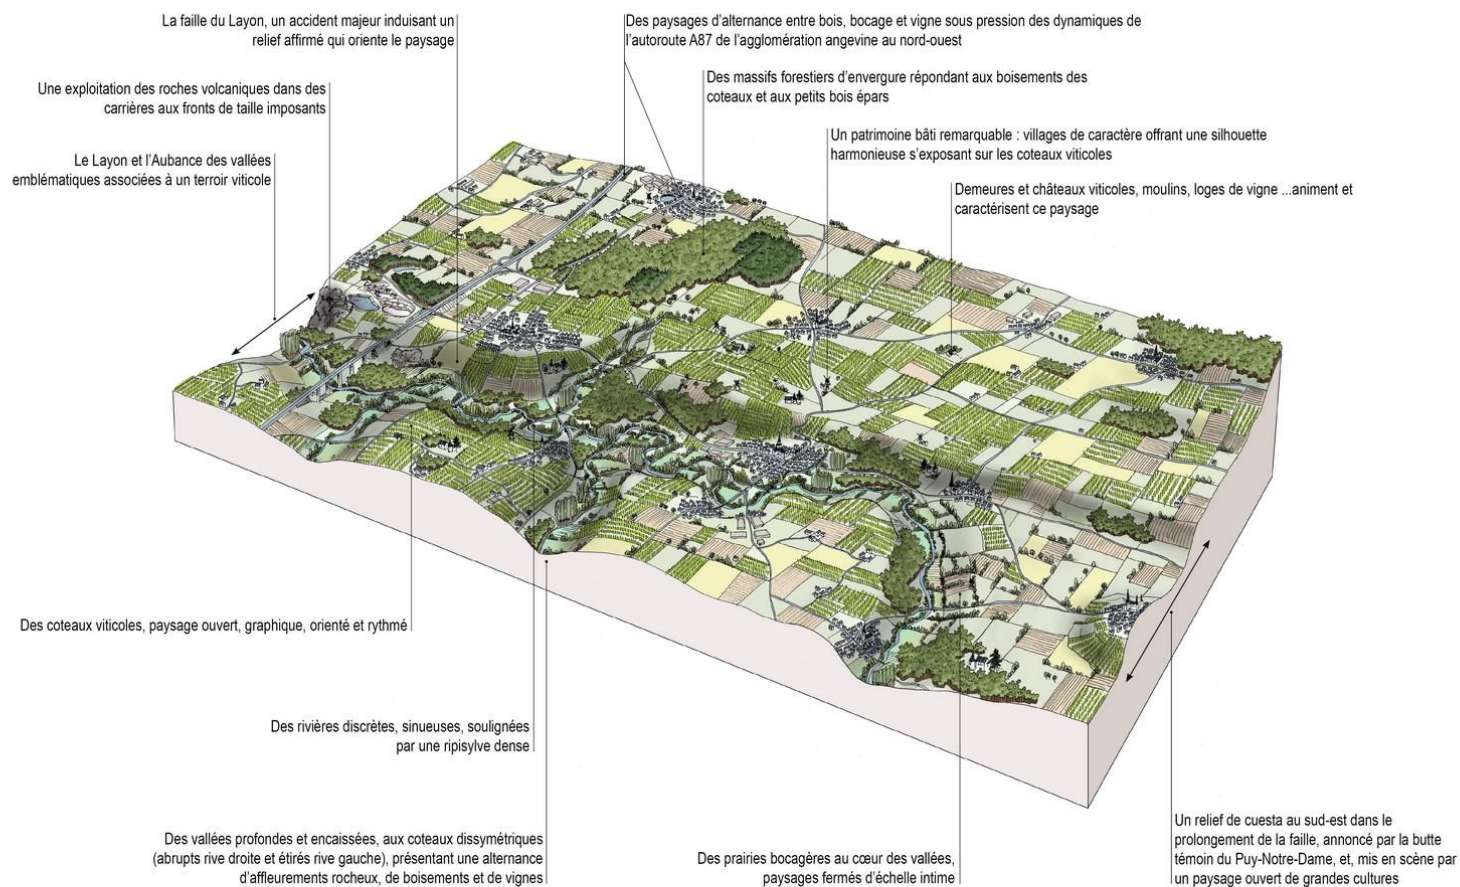 La faille du Layon, un accident majeur induisant un
relief affirmé qui oriente le paysage
Des paysages d’alternance entre bois, bocage et vigne sous pression des dynamiques de
l’autoroute A87 de l’agglomération angevine au nord-ouest
Une exploitation des roches volcaniques dans des
carrières aux fronts de taille imposants
Des massifs forestiers d’envergure répondant aux boisements des
coteaux et aux petits bois épars
Le Layon et l’Aubance des vallées
emblématiques associées à un terroir viticole
Un patrimoine bâti remarquable : villages de caractère offrant une silhouette
harmonieuse s’exposant sur les coteaux viticoles
Demeures et châteaux viticoles, moulins, loges de vigne ...animent et
caractérisent ce paysage
Des coteaux viticoles, paysage ouvert, graphique, orienté et rythmé
Des rivières discrètes, sinueuses, soulignées
par une ripisylve dense
Des vallées profondes et encaissées, aux coteaux dissymétriques
(abrupts rive droite et étirés rive gauche), présentant une alternance
d’affleurements rocheux, de boisements et de vignes
Des prairies bocagères au cœur des vallées,
paysages fermés d’échelle intime
Un relief de cuesta au sud-est dans le
prolongement de la faille, annoncé par la butte
témoin du Puy-Notre-Dame, et, mis en scène par
un paysage ouvert de grandes cultures